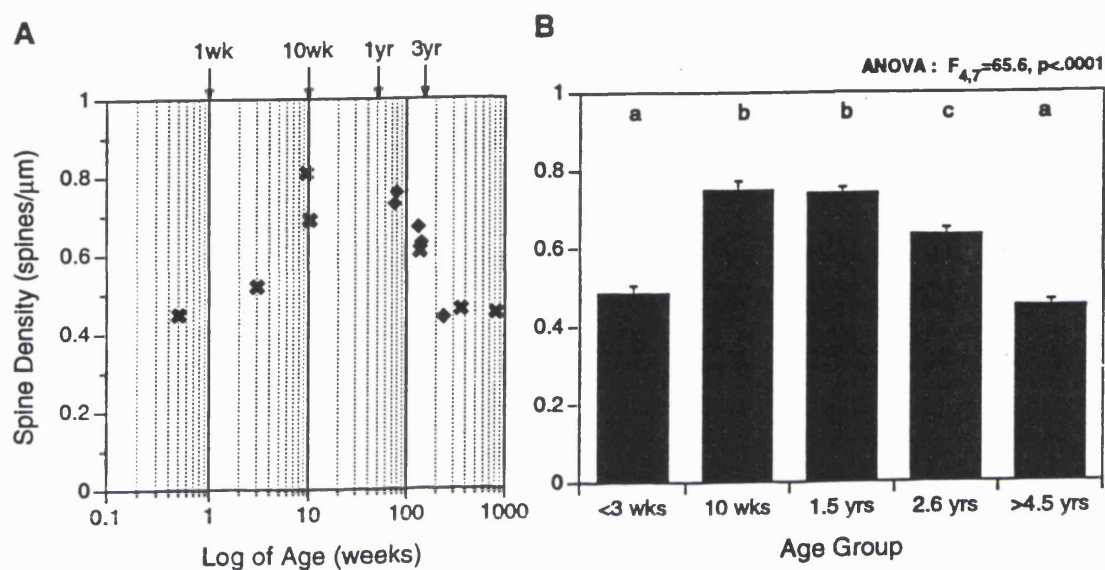 A
1wk 10wk 1yr 3yr
1
0.8
0.6
0.4
0.2
0
Spine Density (spines/μm)
0.1 1 10 100 1000
Log of Age (weeks)
B
ANOVA : F4,7=65.6, p<.0001
1
0.8
0.6
0.4
0.2
0
a b b c a
<3 wks 10 wks 1.5 yrs 2.6 yrs >4.5 yrs
Age Group